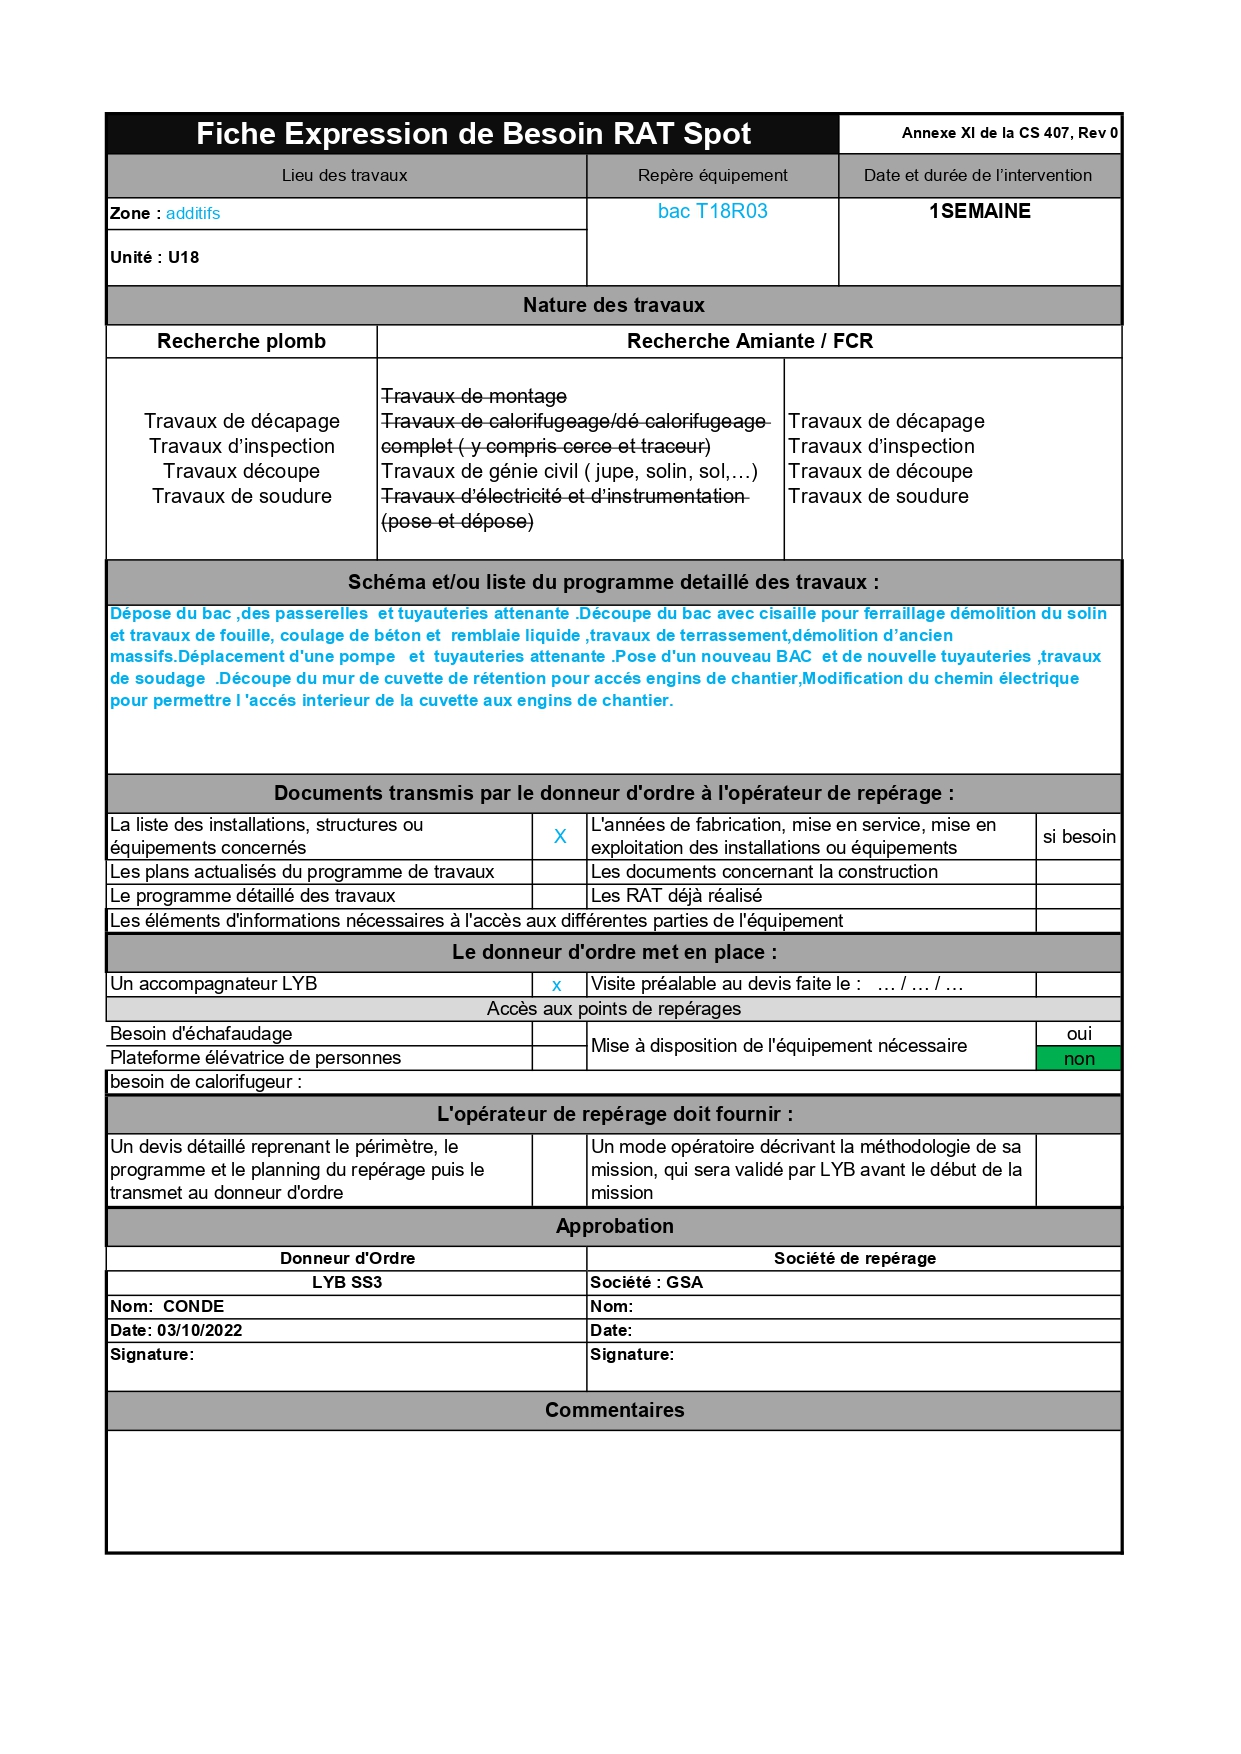 Fiche Expression de Besoin RAT Spot
Annexe XI de la CS 407, Rev 0
Lieu des travaux
Repère équipement
Date et durée de l’intervention
Zone : additifs
bac T18R03
1SEMAINE
Unité : U18
Nature des travaux
Recherche plomb
Recherche Amiante / FCR
Travaux de décapage
Travaux d’inspection
Travaux découpe
Travaux de soudure
Travaux de montage
Travaux de calorifugeage/dé calorifugeage
complet ( y compris cerce et traceur)
Travaux de génie civil ( jupe, solin, sol,…)
Travaux d’électricité et d’instrumentation
(pose et dépose)
Travaux de décapage
Travaux d’inspection
Travaux de découpe
Travaux de soudure
Schéma et/ou liste du programme detaillé des travaux :
Dépose du bac ,des passerelles et tuyauteries attenante .Découpe du bac avec cisaille pour ferraillage démolition du solin
et travaux de fouille, coulage de béton et remblaie liquide ,travaux de terrassement,démolition d’ancien
massifs.Déplacement d'une pompe et tuyauteries attenante .Pose d'un nouveau BAC et de nouvelle tuyauteries ,travaux
de soudage .Découpe du mur de cuvette de rétention pour accés engins de chantier,Modification du chemin électrique
pour permettre l 'accés interieur de la cuvette aux engins de chantier.
Documents transmis par le donneur d'ordre à l'opérateur de repérage :
La liste des installations, structures ou
équipements concernés
X
L'années de fabrication, mise en service, mise en
exploitation des installations ou équipements
si besoin
Les plans actualisés du programme de travaux
Les documents concernant la construction
Le programme détaillé des travaux
Les RAT déjà réalisé
Les éléments d'informations nécessaires à l'accès aux différentes parties de l'équipement
Le donneur d'ordre met en place :
Un accompagnateur LYB
x
Visite préalable au devis faite le : … / … / …
Accès aux points de repérages
Besoin d'échafaudage
Mise à disposition de l'équipement nécessaire
oui
Plateforme élévatrice de personnes
non
besoin de calorifugeur :
L'opérateur de repérage doit fournir :
Un devis détaillé reprenant le périmètre, le
programme et le planning du repérage puis le
transmet au donneur d'ordre
Un mode opératoire décrivant la méthodologie de sa
mission, qui sera validé par LYB avant le début de la
mission
Approbation
Donneur d'Ordre
Société de repérage
LYB SS3
Société : GSA
Nom: CONDE
Nom:
Date: 03/10/2022
Date:
Signature:
Signature:
Commentaires